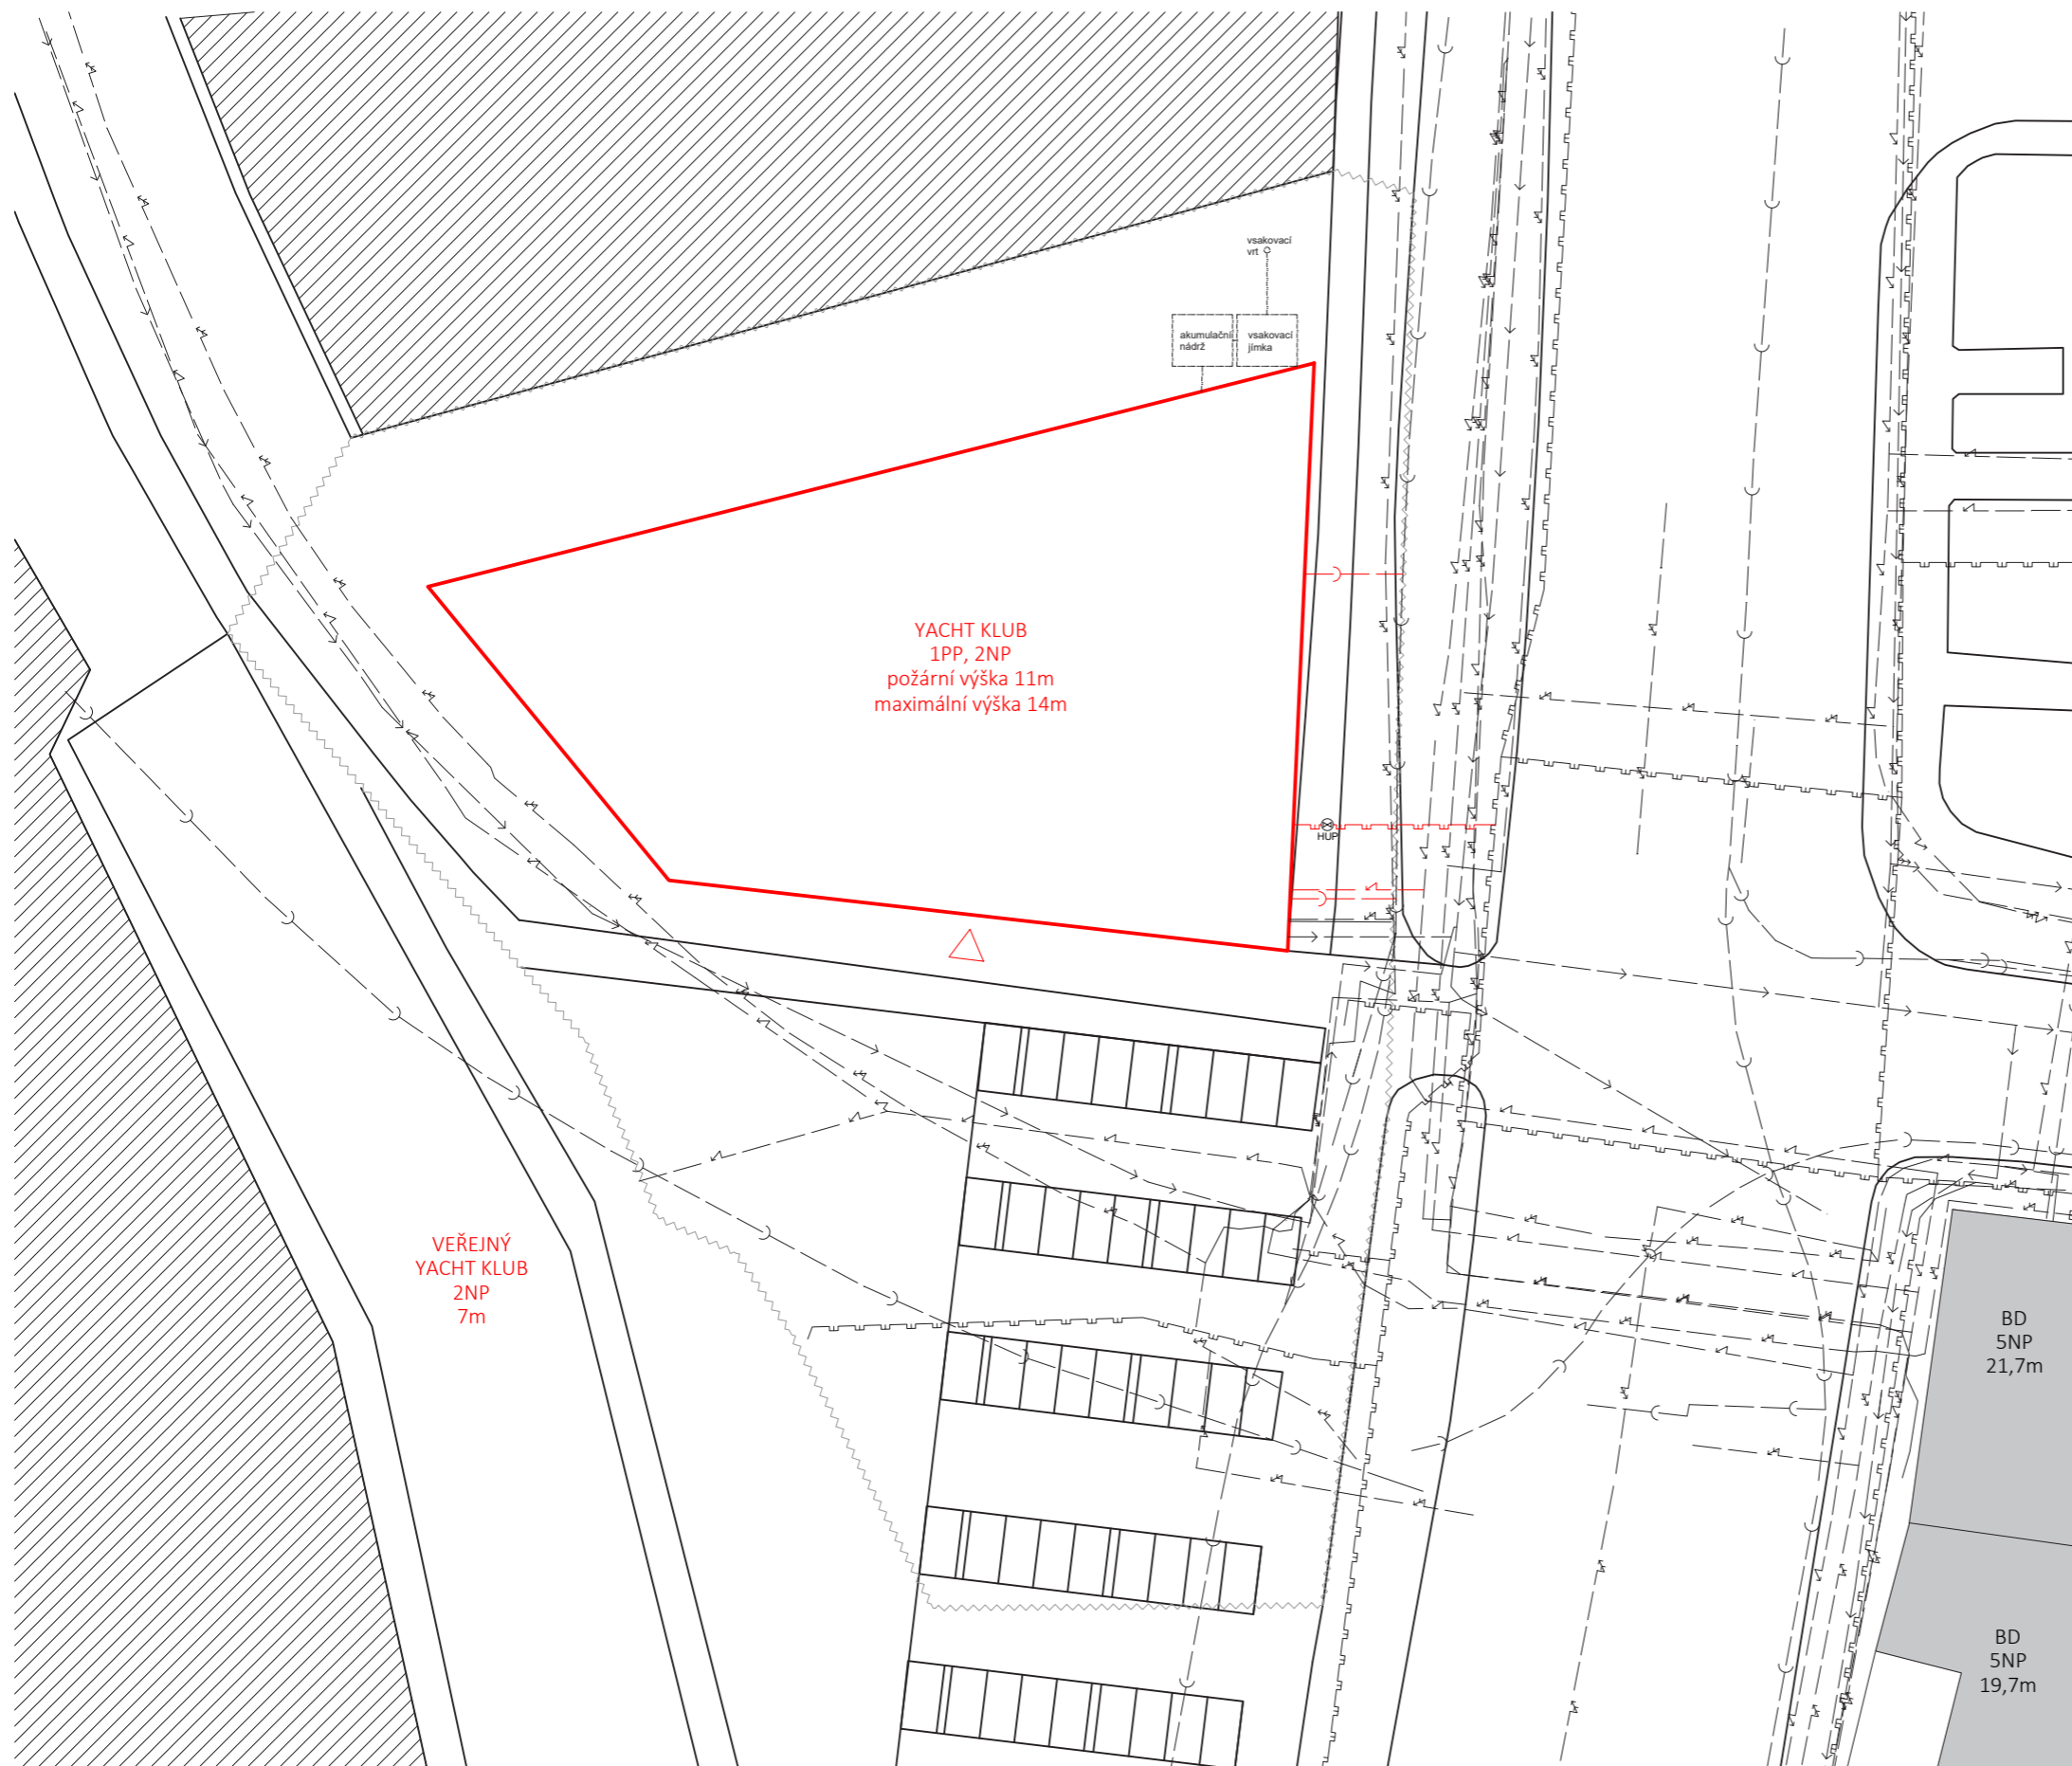 vsakovací
vrt
akumulační
nádrž
vsakovací
jímka
YACHT KLUB
1PP, 2NP
požární výška 11m
maximální výška 14m
HUP
VEŘEJNÝ
YACHT KLUB
2NP
7m
BD
5NP
21,7m
BD
5NP
19,7m